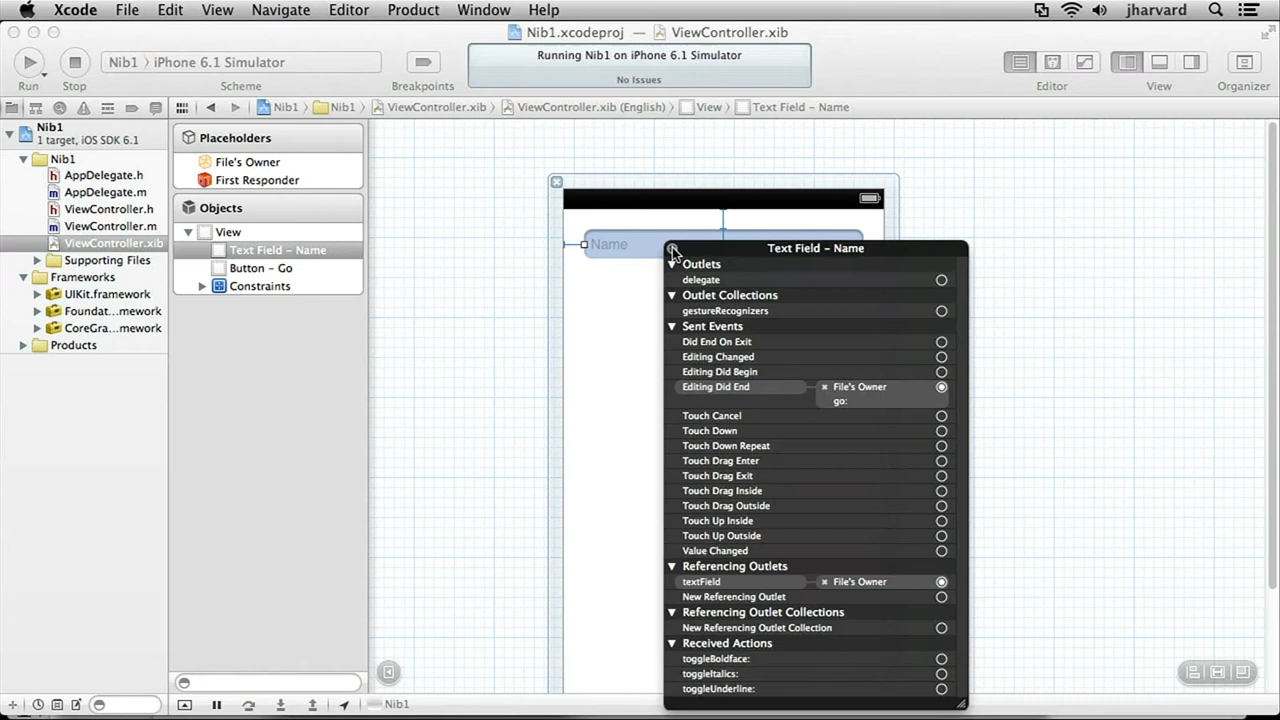 Xcode File Edit View Navigate Editor Product Window Help jharvard
Nib1.xcodeproj — ViewController.xib
Nib1 〉 iPhone 6.1 Simulator
Running Nib1 on iPhone 6.1 Simulator
No Issues
Run Stop Scheme Breakpoints Editor View Organizer
Nib1 Nib1 ViewController.xib ViewController.xib (English) View Text Field – Name
Nib1
1 target, iOS SDK 6.1
Nib1
AppDelegate.h
AppDelegate.m
ViewController.h
ViewController.m
ViewController.xib
Supporting Files
Frameworks
UIKit.framework
Foundat...mework
CoreGra...mework
Products
Placeholders
File's Owner
First Responder
Objects
View
Text Field – Name
Button – Go
Constraints
Name
Text Field – Name
Outlets
delegate
Outlet Collections
gestureRecognizers
Sent Events
Did End On Exit
Editing Changed
Editing Did Begin
Editing Did End File's Owner
go:
Touch Cancel
Touch Down
Touch Down Repeat
Touch Drag Enter
Touch Drag Exit
Touch Drag Inside
Touch Drag Outside
Touch Up Inside
Touch Up Outside
Value Changed
Referencing Outlets
textField File's Owner
New Referencing Outlet
Referencing Outlet Collections
New Referencing Outlet Collection
Received Actions
toggleBoldface:
toggleItalics:
toggleUnderline:
Nib1